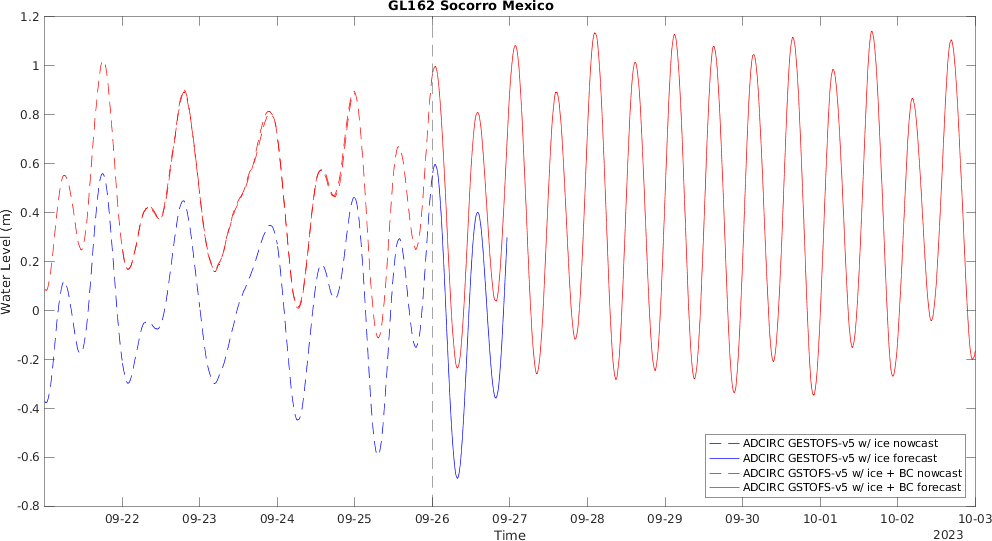 GL162 Socorro Mexico
1.2
1
0.8
0.6
0.4
0.2
0
-0.2
-0.4
-0.6
-0.8
Water Level (m)
09-22 09-23 09-24 09-25 09-26 09-27 09-28 09-29 09-30 10-01 10-02 10-03
Time
2023
ADCIRC GESTOFS-v5 w/ ice nowcast
ADCIRC GESTOFS-v5 w/ ice forecast
ADCIRC GSTOFS-v5 w/ ice + BC nowcast
ADCIRC GSTOFS-v5 w/ ice + BC forecast